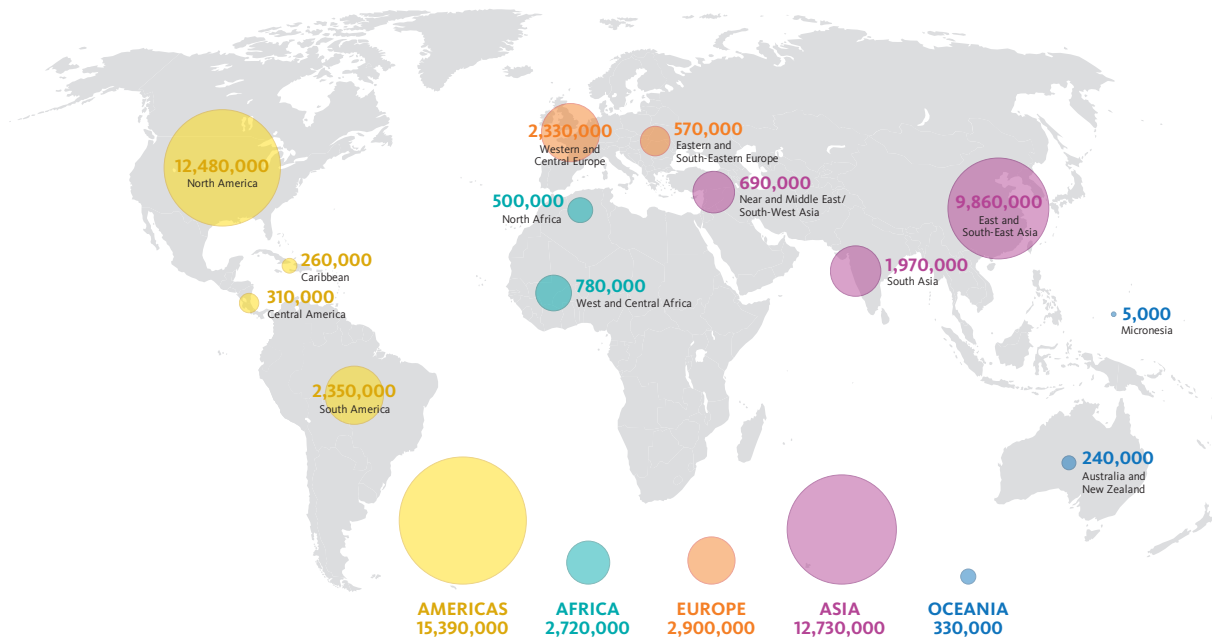 12,480,000
North America
260,000
Caribbean
310,000
Central America
2,350,000
South America
2,330,000
Western and
Central Europe
570,000
Eastern and
South-Eastern Europe
500,000
North Africa
780,000
West and Central Africa
690,000
Near and Middle East/
South-West Asia
9,860,000
East and
South-East Asia
1,970,000
South Asia
5,000
Micronesia
240,000
Australia and
New Zealand
AMERICAS
15,390,000
AFRICA
2,720,000
EUROPE
2,900,000
ASIA
12,730,000
OCEANIA
330,000